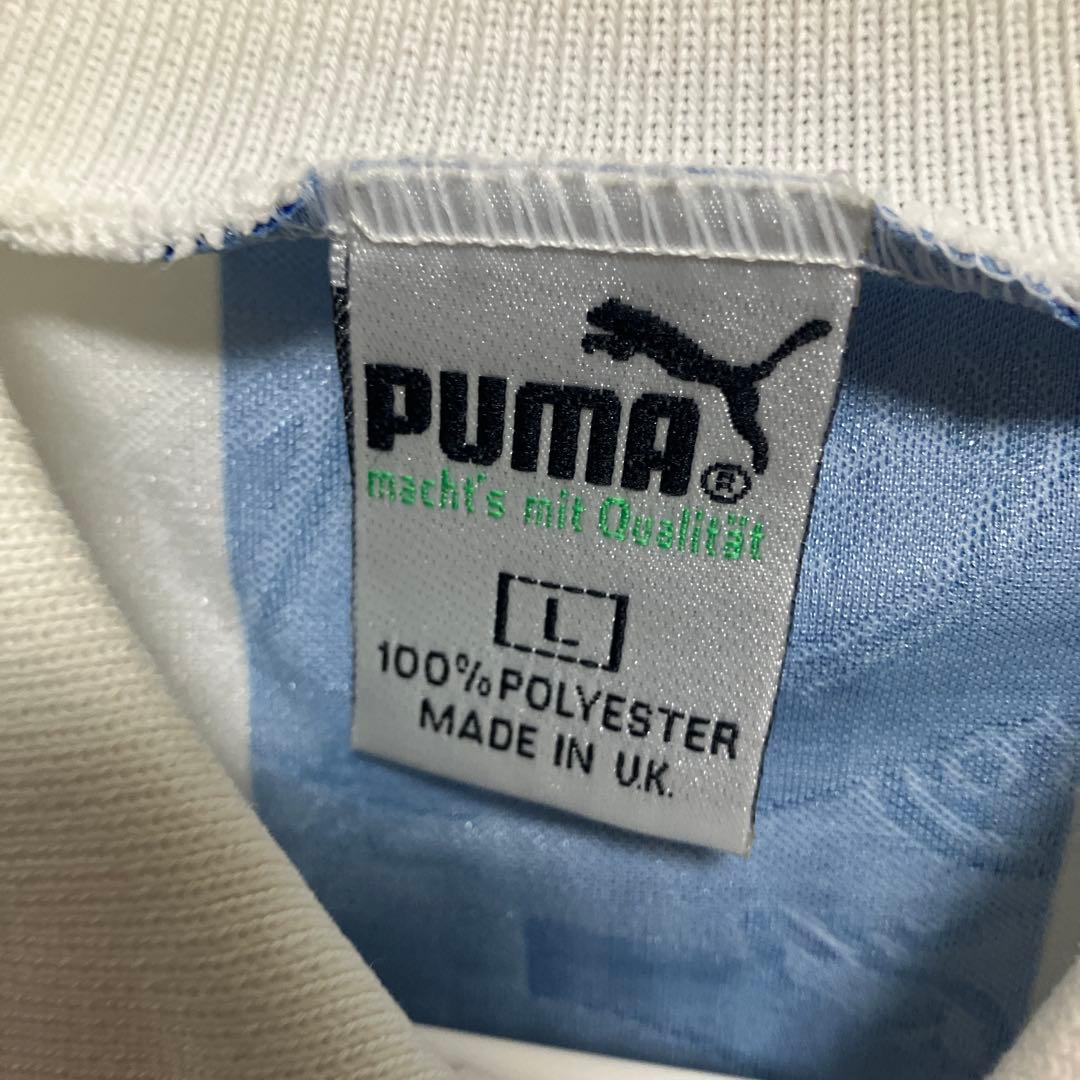 PUMA®
macht's mit Qualität
L
100% POLYESTER
MADE IN U.K.